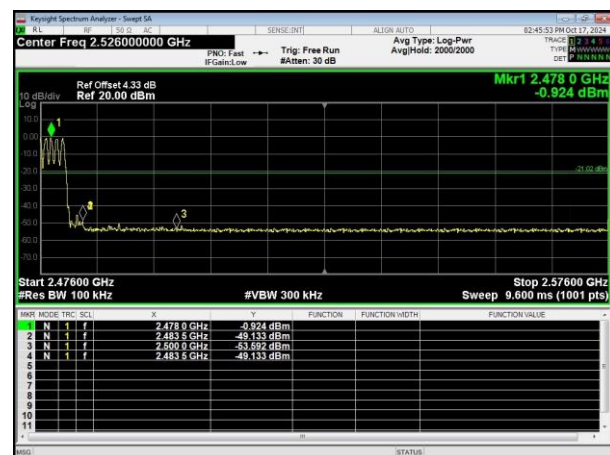 Keysight Spectrum Analyzer - Swept SA
RL RF 50 Ω AC SENSE:INT ALIGN AUTO 02:45:53 PM Oct 17, 2024
Center Freq 2.526000000 GHz Avg Type: Log-Pwr TRACE 1 2 3 4 5 6
PNO: Fast Trig: Free Run Avg|Hold: 2000/2000 TYPE M W W W W W
IFGain:Low #Atten: 30 dB DET P N N N N N
Mkr1 2.478 0 GHz
Ref Offset 4.33 dB
10 dB/div Ref 20.00 dBm -0.924 dBm
Log
10.0
1
0.00
-10.0
-20.0 -21.02 dBm
-30.0
-40.0
3
-50.0
-60.0
-70.0
Start 2.47600 GHz Stop 2.57600 GHz
#Res BW 100 kHz #VBW 300 kHz Sweep 9.600 ms (1001 pts)
MKR MODE TRC SCL X Y FUNCTION FUNCTION WIDTH FUNCTION VALUE
1 N 1 f 2.478 0 GHz -0.924 dBm
2 N 1 f 2.483 5 GHz -49.133 dBm
3 N 1 f 2.500 0 GHz -53.592 dBm
4 N 1 f 2.483 5 GHz -49.133 dBm
5
6
7
8
9
10
11
MSG STATUS